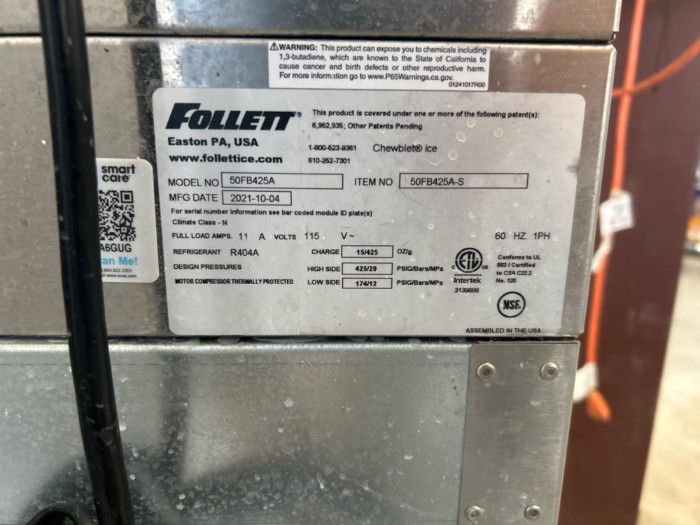 WARNING: This product can expose you to chemicals including
1,3-butadiene, which are known to the State of California to
cause cancer and birth defects or other reproductive harm.
For more information go to www.P65Warnings.ca.gov.
01241017R00
FOLLETT®
Easton PA, USA
www.follettice.com
This product is covered under one or more of the following patent(s):
6,952,935; Other Patents Pending
1-800-523-9361 Chewblet® ice
610-252-7301
MODEL NO 50FB425A ITEM NO 50FB425A-S
MFG DATE 2021-10-04
For serial number information see bar coded module ID plate(s)
Climate Class - N
FULL LOAD AMPS. 11 A VOLTS 115 V~ 60 HZ. 1PH
REFRIGERANT R404A CHARGE 15/425 OZ/g
DESIGN PRESSURES HIGH SIDE 425/29 PSIG/Bars/MPa
MOTOR COMPRESSOR THERMALLY PROTECTED LOW SIDE 174/12 PSIG/Bars/MPa
ETL
Intertek
Conforms to UL
563 / Certified
to CSA C22.2
No. 120
NSF
ASSEMBLED IN THE USA
smart
care
A6GUG
an Me!